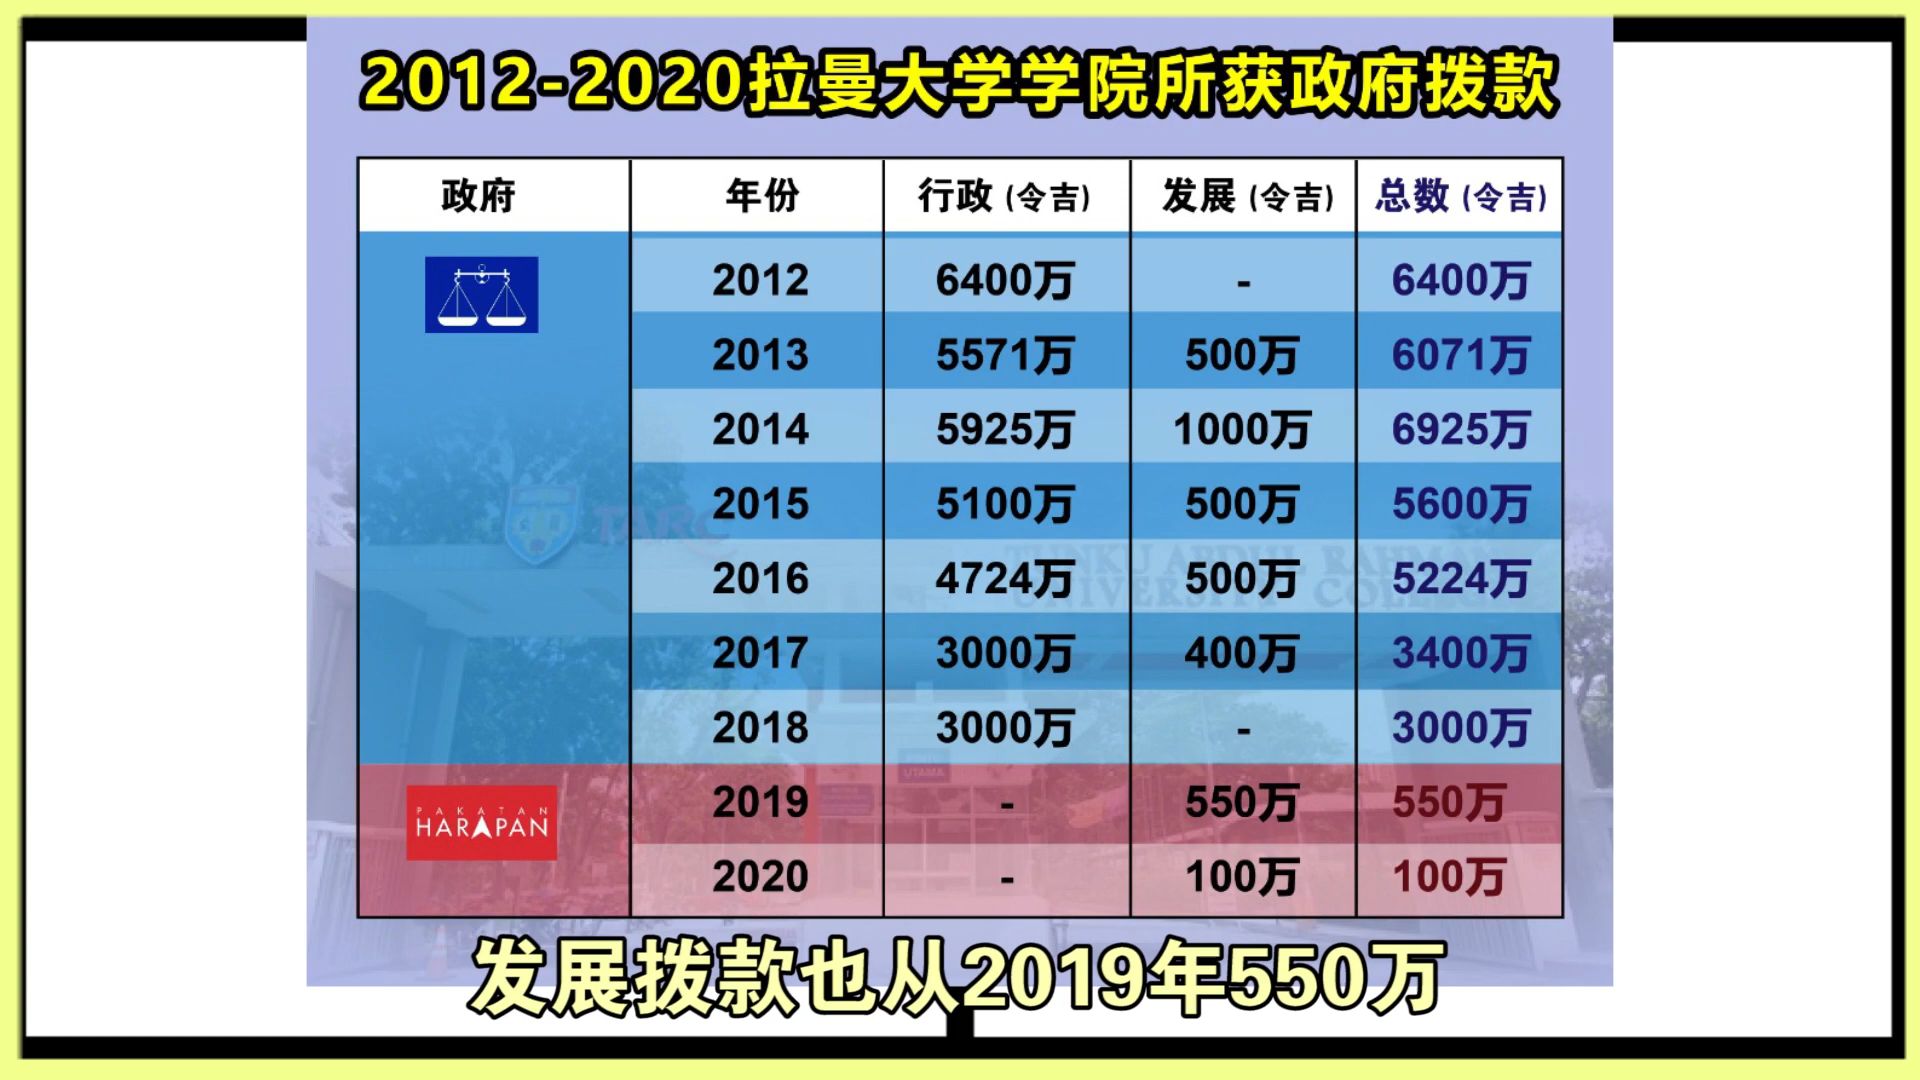 2012-2020拉曼大学学院所获政府拨款
政府 年份 行政 (令吉) 发展 (令吉) 总数 (令吉)
2012 6400万 - 6400万
2013 5571万 500万 6071万
2014 5925万 1000万 6925万
2015 5100万 500万 5600万
TARC
TUNKU ABDUL RAHMAN
2016 4724万 500万 5224万
UNIVERSITY COLLEGE
2017 3000万 400万 3400万
2018 3000万 - 3000万
UTAMA
PAKATAN
HARAPAN
2019 - 550万 550万
2020 - 100万 100万
发展拨款也从2019年550万